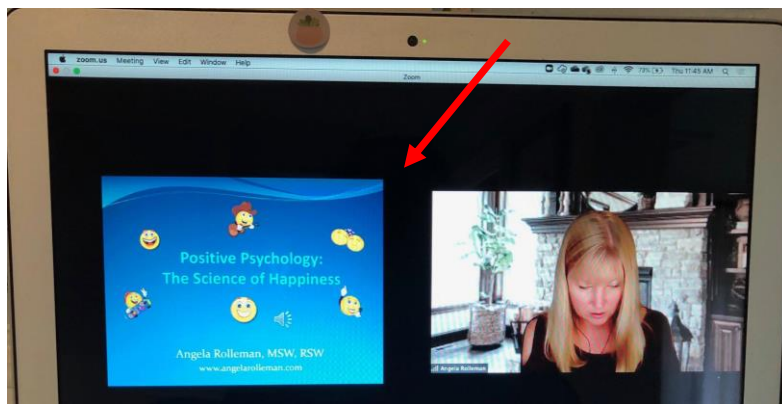 zoom.us Meeting View Edit Window Help
73% Thu 11:45 AM
Zoom
Positive Psychology:
The Science of Happiness
Angela Rolleman, MSW, RSW
www.angelarolleman.com
Angela Rolleman